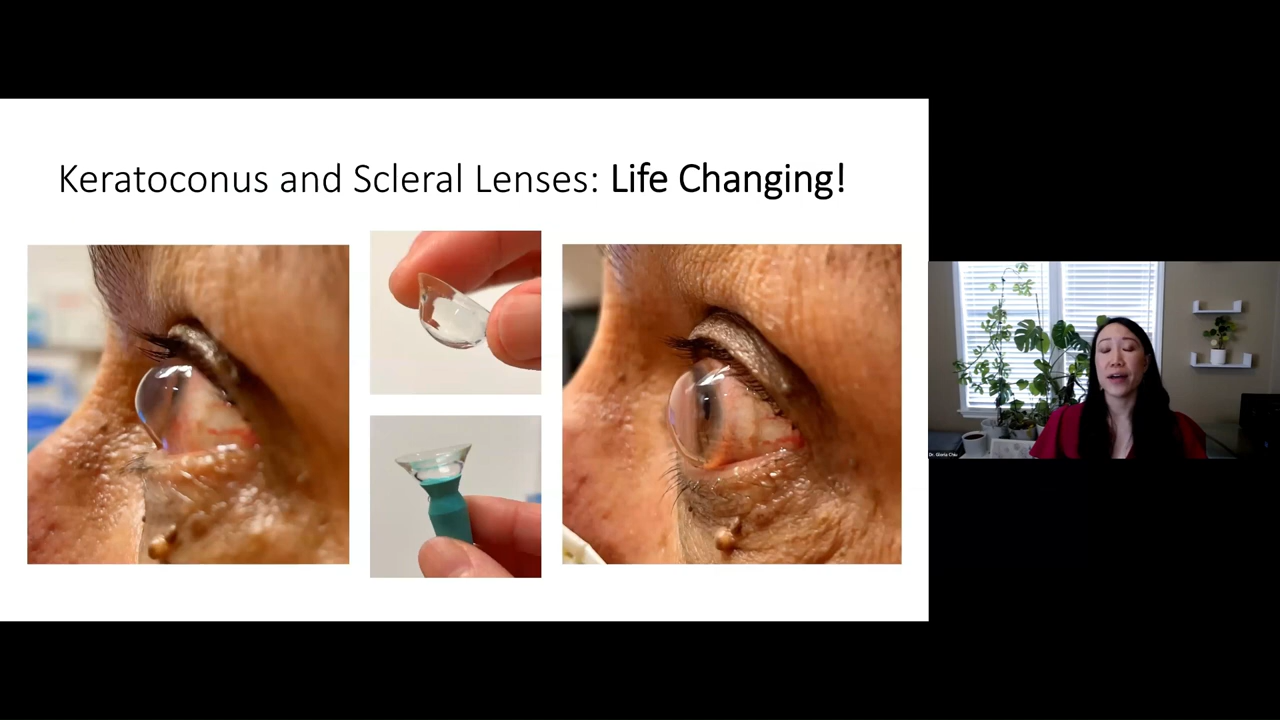 Keratoconus and Scleral Lenses: Life Changing!
Dr. Gloria Chiu